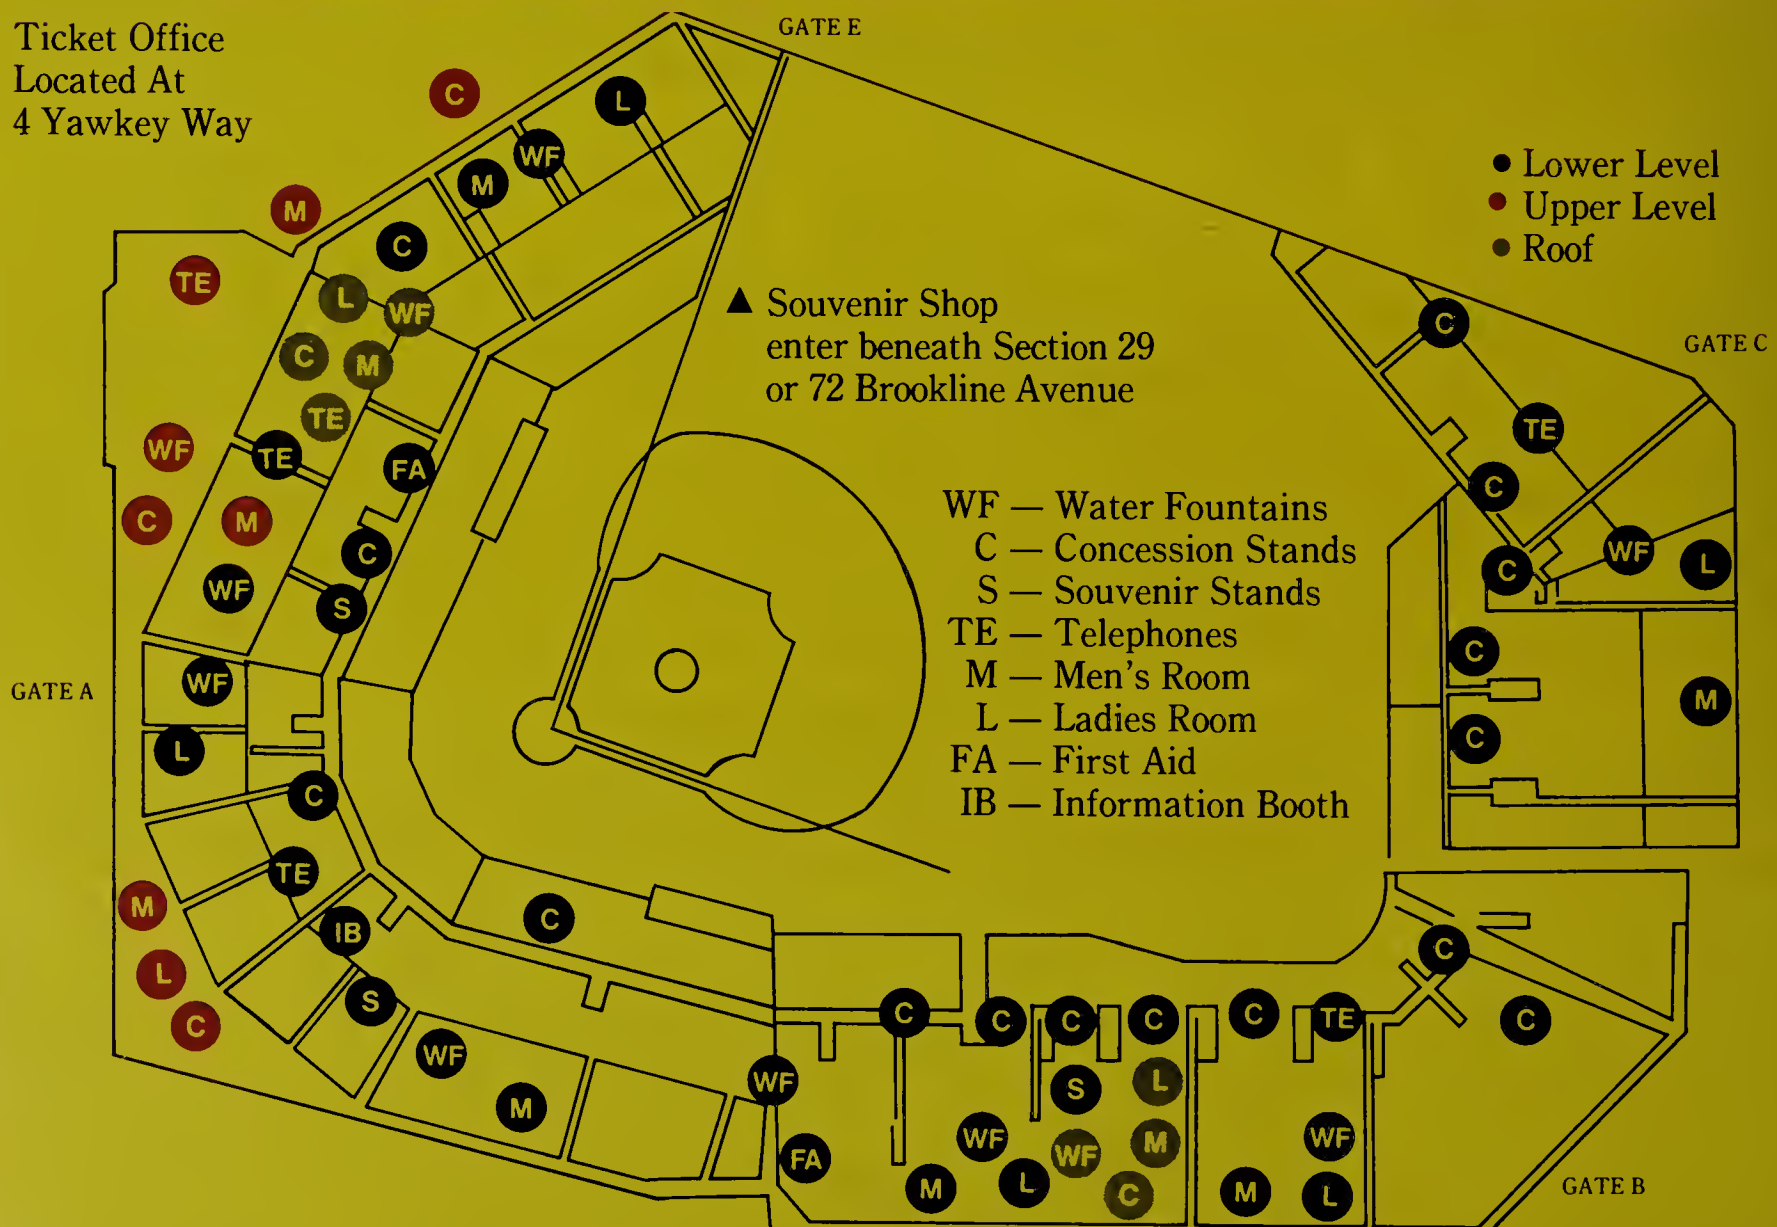 Ticket Office
Located At
4 Yawkey Way
GATE E
C
L
WF
M
M
C
TE
L
WF
C
M
TE
WF
TE
FA
C
M
C
WF
S
WF
L
C
TE
M
IB
L
S
C
C
WF
M
● Lower Level
● Upper Level
● Roof
▲ Souvenir Shop
enter beneath Section 29
or 72 Brookline Avenue
GATE C
C
TE
C
WF
L
C
C
M
C
WF — Water Fountains
C — Concession Stands
S — Souvenir Stands
TE — Telephones
M — Men's Room
L — Ladies Room
FA — First Aid
IB — Information Booth
GATE A
C
C
C
C
C
C
TE
C
WF
S
L
FA
WF
WF
M
WF
M
L
C
M
L
GATE B